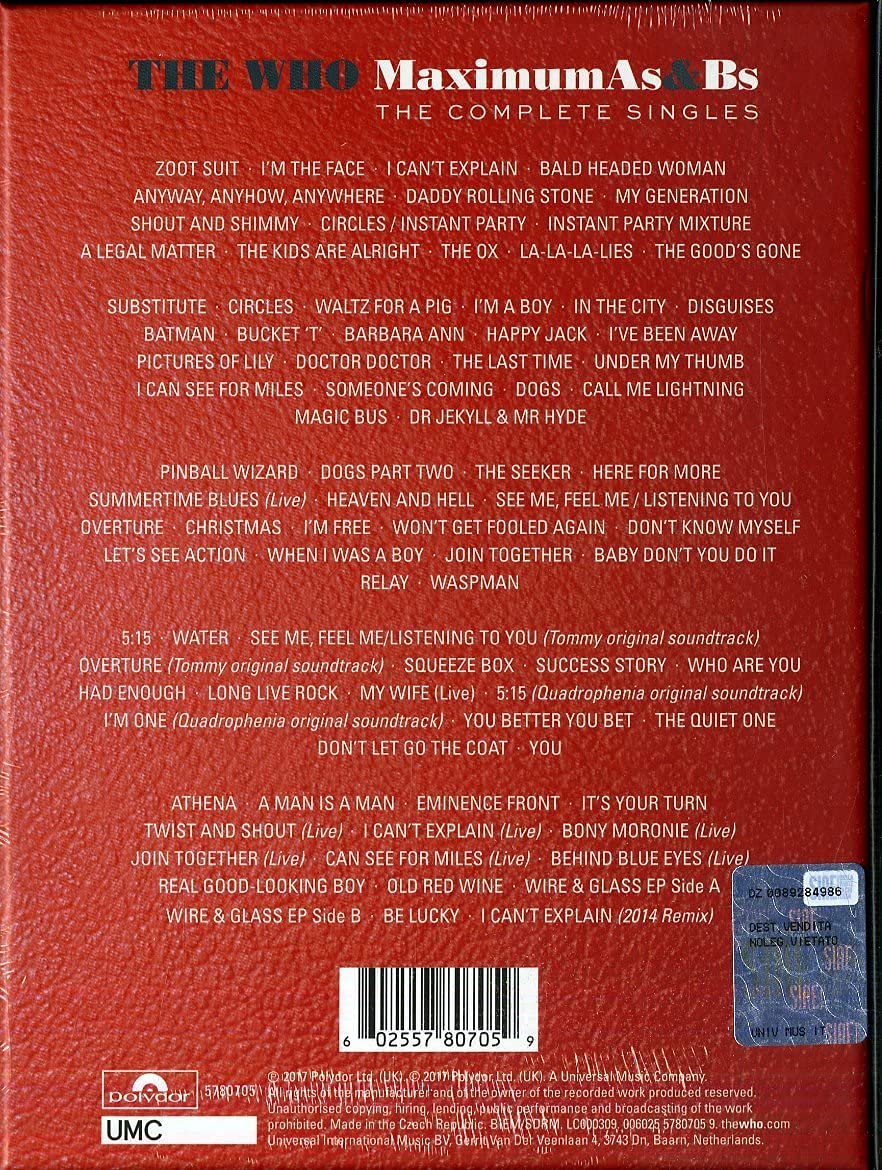 THE WHO MaximumAs&Bs
THE COMPLETE SINGLES
ZOOT SUIT · I'M THE FACE · I CAN'T EXPLAIN · BALD HEADED WOMAN
ANYWAY, ANYHOW, ANYWHERE · DADDY ROLLING STONE · MY GENERATION
SHOUT AND SHIMMY · CIRCLES / INSTANT PARTY · INSTANT PARTY MIXTURE
A LEGAL MATTER · THE KIDS ARE ALRIGHT · THE OX · LA-LA-LA-LIES · THE GOOD'S GONE
SUBSTITUTE · CIRCLES · WALTZ FOR A PIG · I'M A BOY · IN THE CITY · DISGUISES
BATMAN · BUCKET 'T' · BARBARA ANN · HAPPY JACK · I'VE BEEN AWAY
PICTURES OF LILY · DOCTOR DOCTOR · THE LAST TIME · UNDER MY THUMB
I CAN SEE FOR MILES · SOMEONE'S COMING · DOGS · CALL ME LIGHTNING
MAGIC BUS · DR JEKYLL & MR HYDE
PINBALL WIZARD · DOGS PART TWO · THE SEEKER · HERE FOR MORE
SUMMERTIME BLUES (Live) · HEAVEN AND HELL · SEE ME, FEEL ME / LISTENING TO YOU
OVERTURE · CHRISTMAS · I'M FREE · WON'T GET FOOLED AGAIN · DON'T KNOW MYSELF
LET'S SEE ACTION · WHEN I WAS A BOY · JOIN TOGETHER · BABY DON'T YOU DO IT
RELAY · WASPMAN
5:15 · WATER · SEE ME, FEEL ME/LISTENING TO YOU (Tommy original soundtrack)
OVERTURE (Tommy original soundtrack) · SQUEEZE BOX · SUCCESS STORY · WHO ARE YOU
HAD ENOUGH · LONG LIVE ROCK · MY WIFE (Live) · 5:15 (Quadrophenia original soundtrack)
I'M ONE (Quadrophenia original soundtrack) · YOU BETTER YOU BET · THE QUIET ONE
DON'T LET GO THE COAT · YOU
ATHENA · A MAN IS A MAN · EMINENCE FRONT · IT'S YOUR TURN
TWIST AND SHOUT (Live) · I CAN'T EXPLAIN (Live) · BONY MORONIE (Live)
JOIN TOGETHER (Live) · CAN SEE FOR MILES (Live) · BEHIND BLUE EYES (Live)
REAL GOOD-LOOKING BOY · OLD RED WINE · WIRE & GLASS EP Side A
WIRE & GLASS EP Side B · BE LUCKY · I CAN'T EXPLAIN (2014 Remix)
DZ 0089284986
DEST.VENDITA
NOLEG.VIETATO
SIAE
SIAE
UNIV MUS IT
6 02557 80705 9
polydor
5780705
UMC
℗ 2017 Polydor Ltd. (UK). © 2017 Polydor Ltd. (UK). A Universal Music Company.
All rights of the manufacturer and of the owner of the recorded work produced reserved.
Unauthorised copying, hiring, lending, public performance and broadcasting of the work
prohibited. Made in the Czech Republic. BIEM/SDRM. LC000309, 006025 5780705 9. thewho.com
Universal International Music BV, Gerrit Van Der Veenlaan 4, 3743 Dn, Baarn, Netherlands.